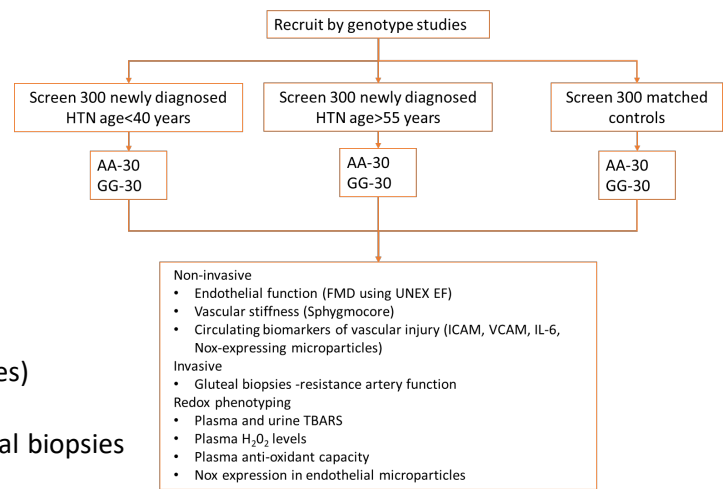 Recruit by genotype studies
Screen 300 newly diagnosed
HTN age<40 years
Screen 300 newly diagnosed
HTN age>55 years
Screen 300 matched
controls
AA-30
GG-30
AA-30
GG-30
AA-30
GG-30
Non-invasive
• Endothelial function (FMD using UNEX EF)
• Vascular stiffness (Sphygmocore)
• Circulating biomarkers of vascular injury (ICAM, VCAM, IL-6,
Nox-expressing microparticles)
Invasive
• Gluteal biopsies -resistance artery function
Redox phenotyping
• Plasma and urine TBARS
• Plasma H₂0₂ levels
• Plasma anti-oxidant capacity
• Nox expression in endothelial microparticles
es)
al biopsies